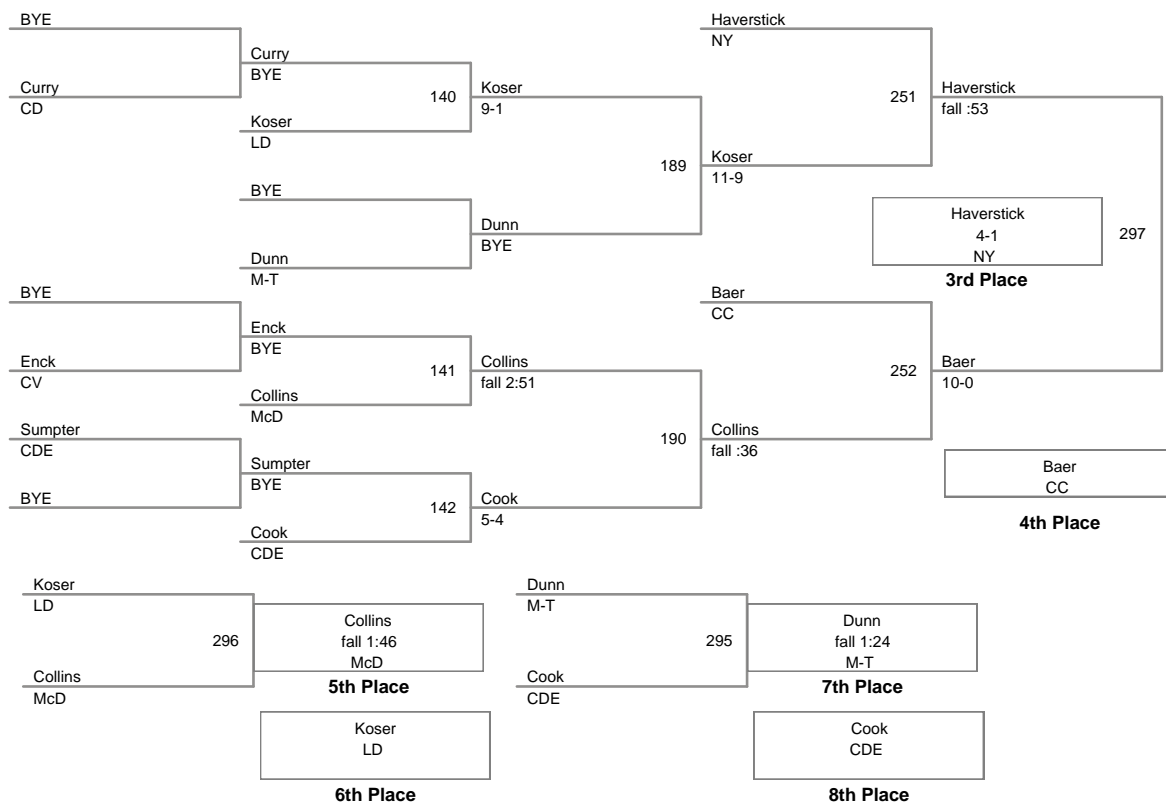 BYE
Curry
CD
Curry
BYE
Koser
LD
140
Koser
9-1
BYE
Dunn
M-T
Dunn
BYE
189
Koser
11-9
Haverstick
NY
251
Haverstick
fall :53
Haverstick
4-1
NY
3rd Place
297
BYE
Enck
CV
Enck
BYE
Collins
McD
141
Collins
fall 2:51
Sumpter
CDE
BYE
Sumpter
BYE
Cook
CDE
142
Cook
5-4
190
Collins
fall :36
Baer
CC
252
Baer
10-0
Baer
CC
4th Place
Koser
LD
Collins
McD
296
Collins
fall 1:46
McD
5th Place
Koser
LD
6th Place
Dunn
M-T
Cook
CDE
295
Dunn
fall 1:24
M-T
7th Place
Cook
CDE
8th Place